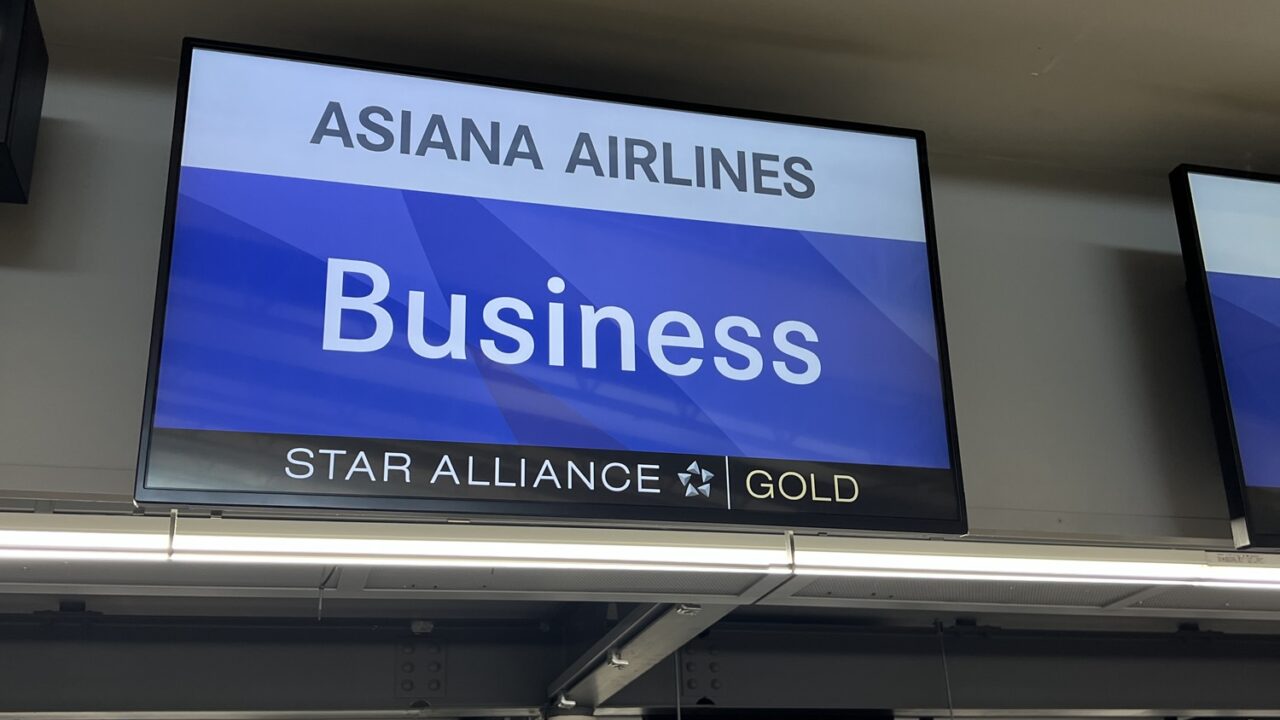 ASIANA AIRLINES
Business
STAR ALLIANCE GOLD